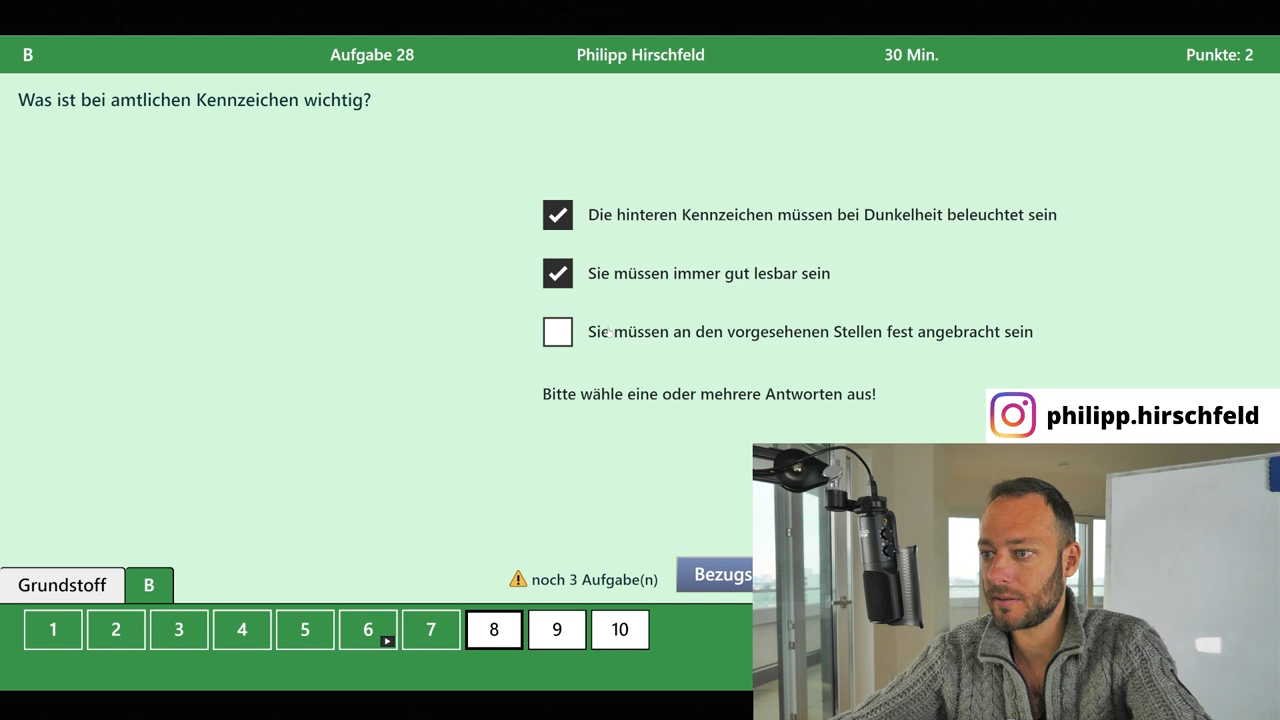 B
Aufgabe 28
Philipp Hirschfeld
30 Min.
Punkte: 2
Was ist bei amtlichen Kennzeichen wichtig?
Die hinteren Kennzeichen müssen bei Dunkelheit beleuchtet sein
Sie müssen immer gut lesbar sein
Sie müssen an den vorgesehenen Stellen fest angebracht sein
Bitte wähle eine oder mehrere Antworten aus!
philipp.hirschfeld
Grundstoff
B
noch 3 Aufgabe(n)
Bezugs
1 2 3 4 5 6 7 8 9 10